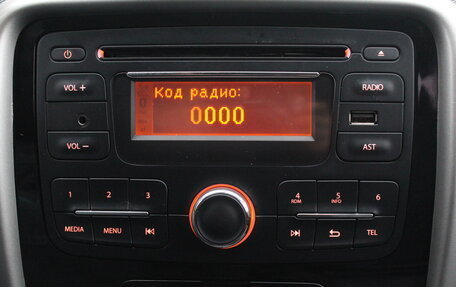 VOL +
RADIO
Код радио:
0000
VOL –
AST
1 2 3
4 RDM 5 INFO 6
MEDIA MENU
TEL